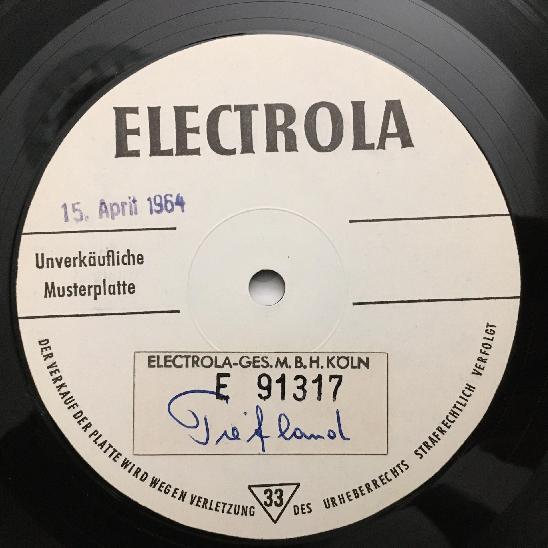 ELECTROLA
15. April 1964
Unverkäufliche
Musterplatte
ELECTROLA-GES. M. B. H. KÖLN
E 91317
Tiefland
DER VERKAUF DER PLATTE WIRD WEGEN VERLETZUNG DES URHEBERRECHTS STRAFRECHTLICH VERFOLGT
33